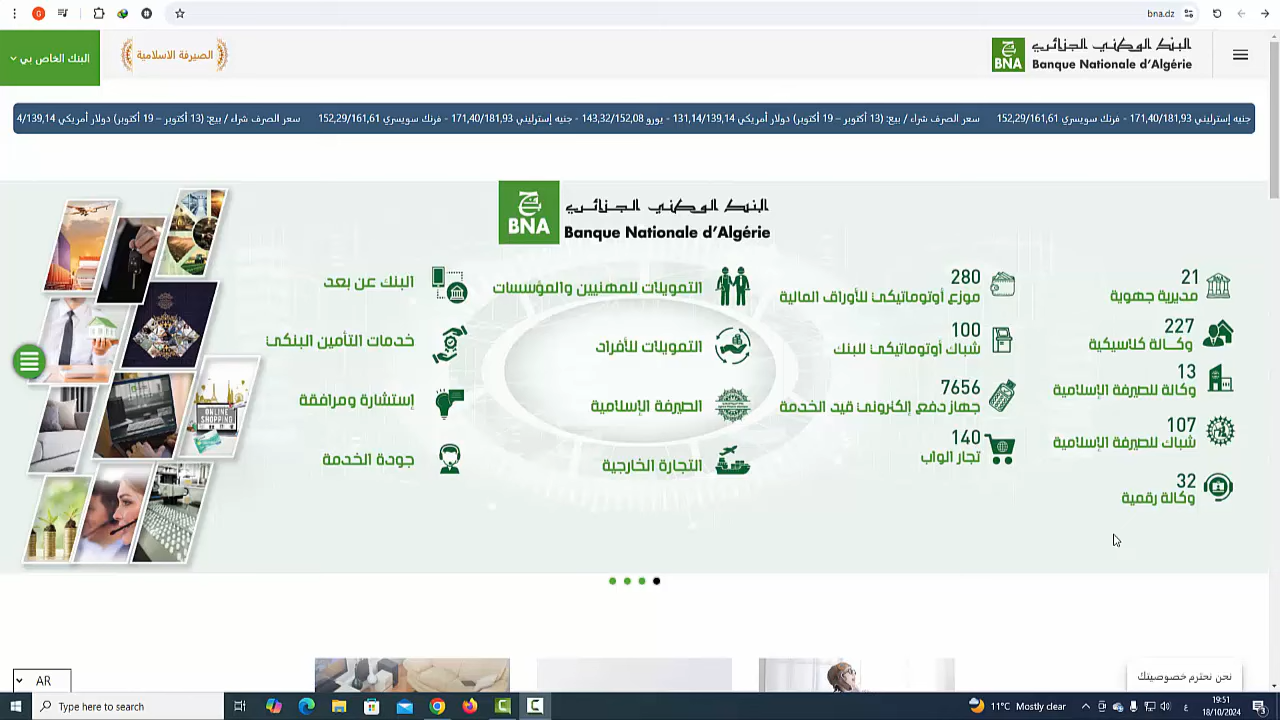 bna.dz
البنك الوطني الجزائري
Banque Nationale d'Algérie
BNA
الصيرفة الاسلامية
البنك الخاص بي
جنيه إسترليني 171,40/181,93 - فرنك سويسري 152,29/161,61
سعر الصرف شراء / بيع: (13 أكتوبر – 19 أكتوبر) دولار أمريكي 131,14/139,14 - يورو 143,32/152,08 - جنيه إسترليني 171,40/181,93 - فرنك سويسري 152,29/161,61
سعر الصرف شراء / بيع: (13 أكتوبر – 19 أكتوبر) دولار أمريكي 4/139,14
البنك الوطني الجزائري
BNA
Banque Nationale d'Algérie
21
مديرية جهوية
227
وكالة كلاسيكية
13
وكالة للصيرفة الإسلامية
107
شباك للصيرفة الإسلامية
32
وكالة رقمية
280
موزع أوتوماتيكي للأوراق المالية
100
شباك أوتوماتيكي للبنك
7656
جهاز دفع إلكتروني قيد الخدمة
140
تجار الواب
التمويلات للمهنيين والمؤسسات
التمويلات للأفراد
الصيرفة الإسلامية
التجارة الخارجية
البنك عن بعد
خدمات التأمين البنكي
إستشارة ومرافقة
جودة الخدمة
ONLINE
SHOPPING
AR
نحن نحترم خصوصيتك
Type here to search
11°C Mostly clear
ع
19:51
18/10/2024